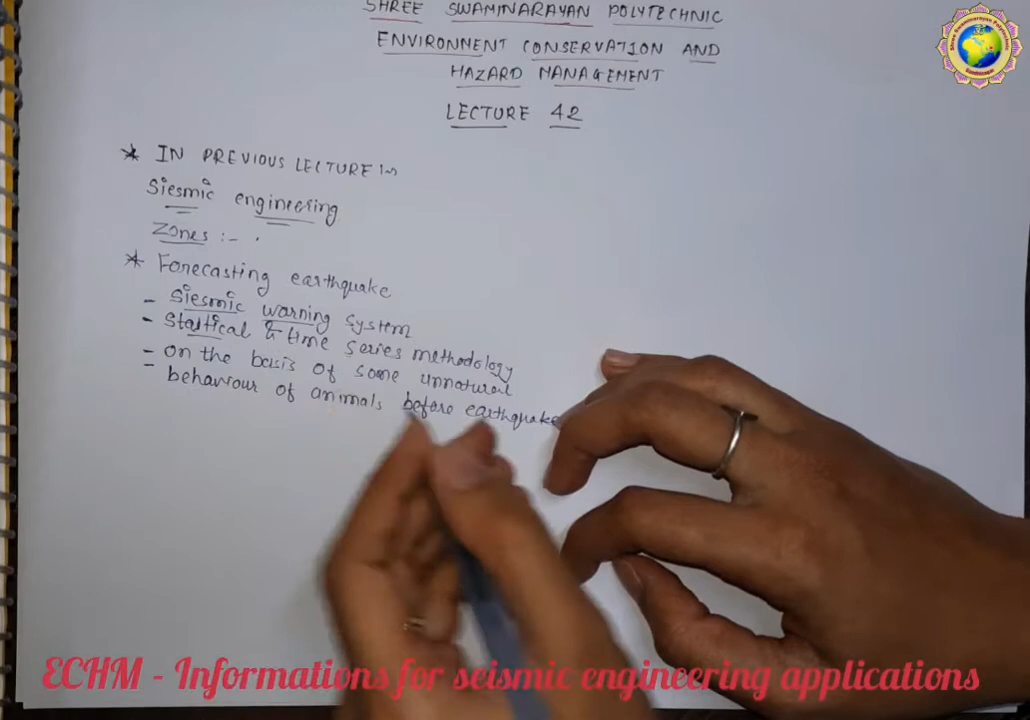 SHREE SWAMINARAYAN POLYTECHNIC
ENVIRONMENT CONSERVATION AND
HAZARD MANAGEMENT
LECTURE 42
* IN PREVIOUS LECTURE :~
Siesmic engineering
Zones :- .
* Forecasting earthquake
- Siesmic warning system
- Stastical & time series methodology
- on the basis of some unnatural
- behaviour of animals before earthquake
ECHM - Informations for seismic engineering applications